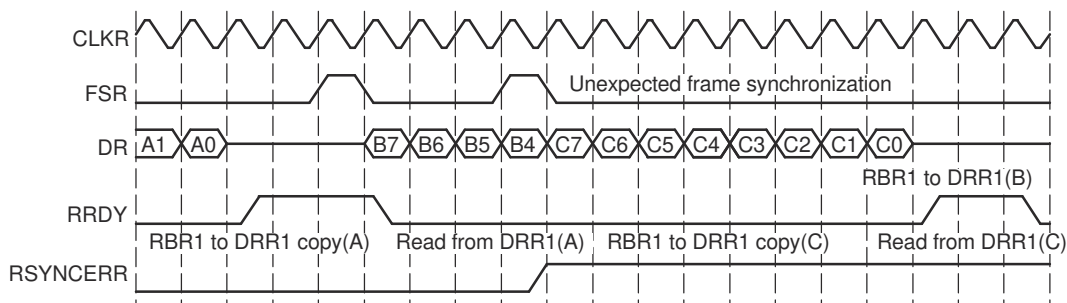 CLKR
FSR Unexpected frame synchronization
DR A1 A0 B7 B6 B5 B4 C7 C6 C5 C4 C3 C2 C1 C0
RBR1 to DRR1(B)
RRDY
RBR1 to DRR1 copy(A) Read from DRR1(A) RBR1 to DRR1 copy(C) Read from DRR1(C)
RSYNCERR